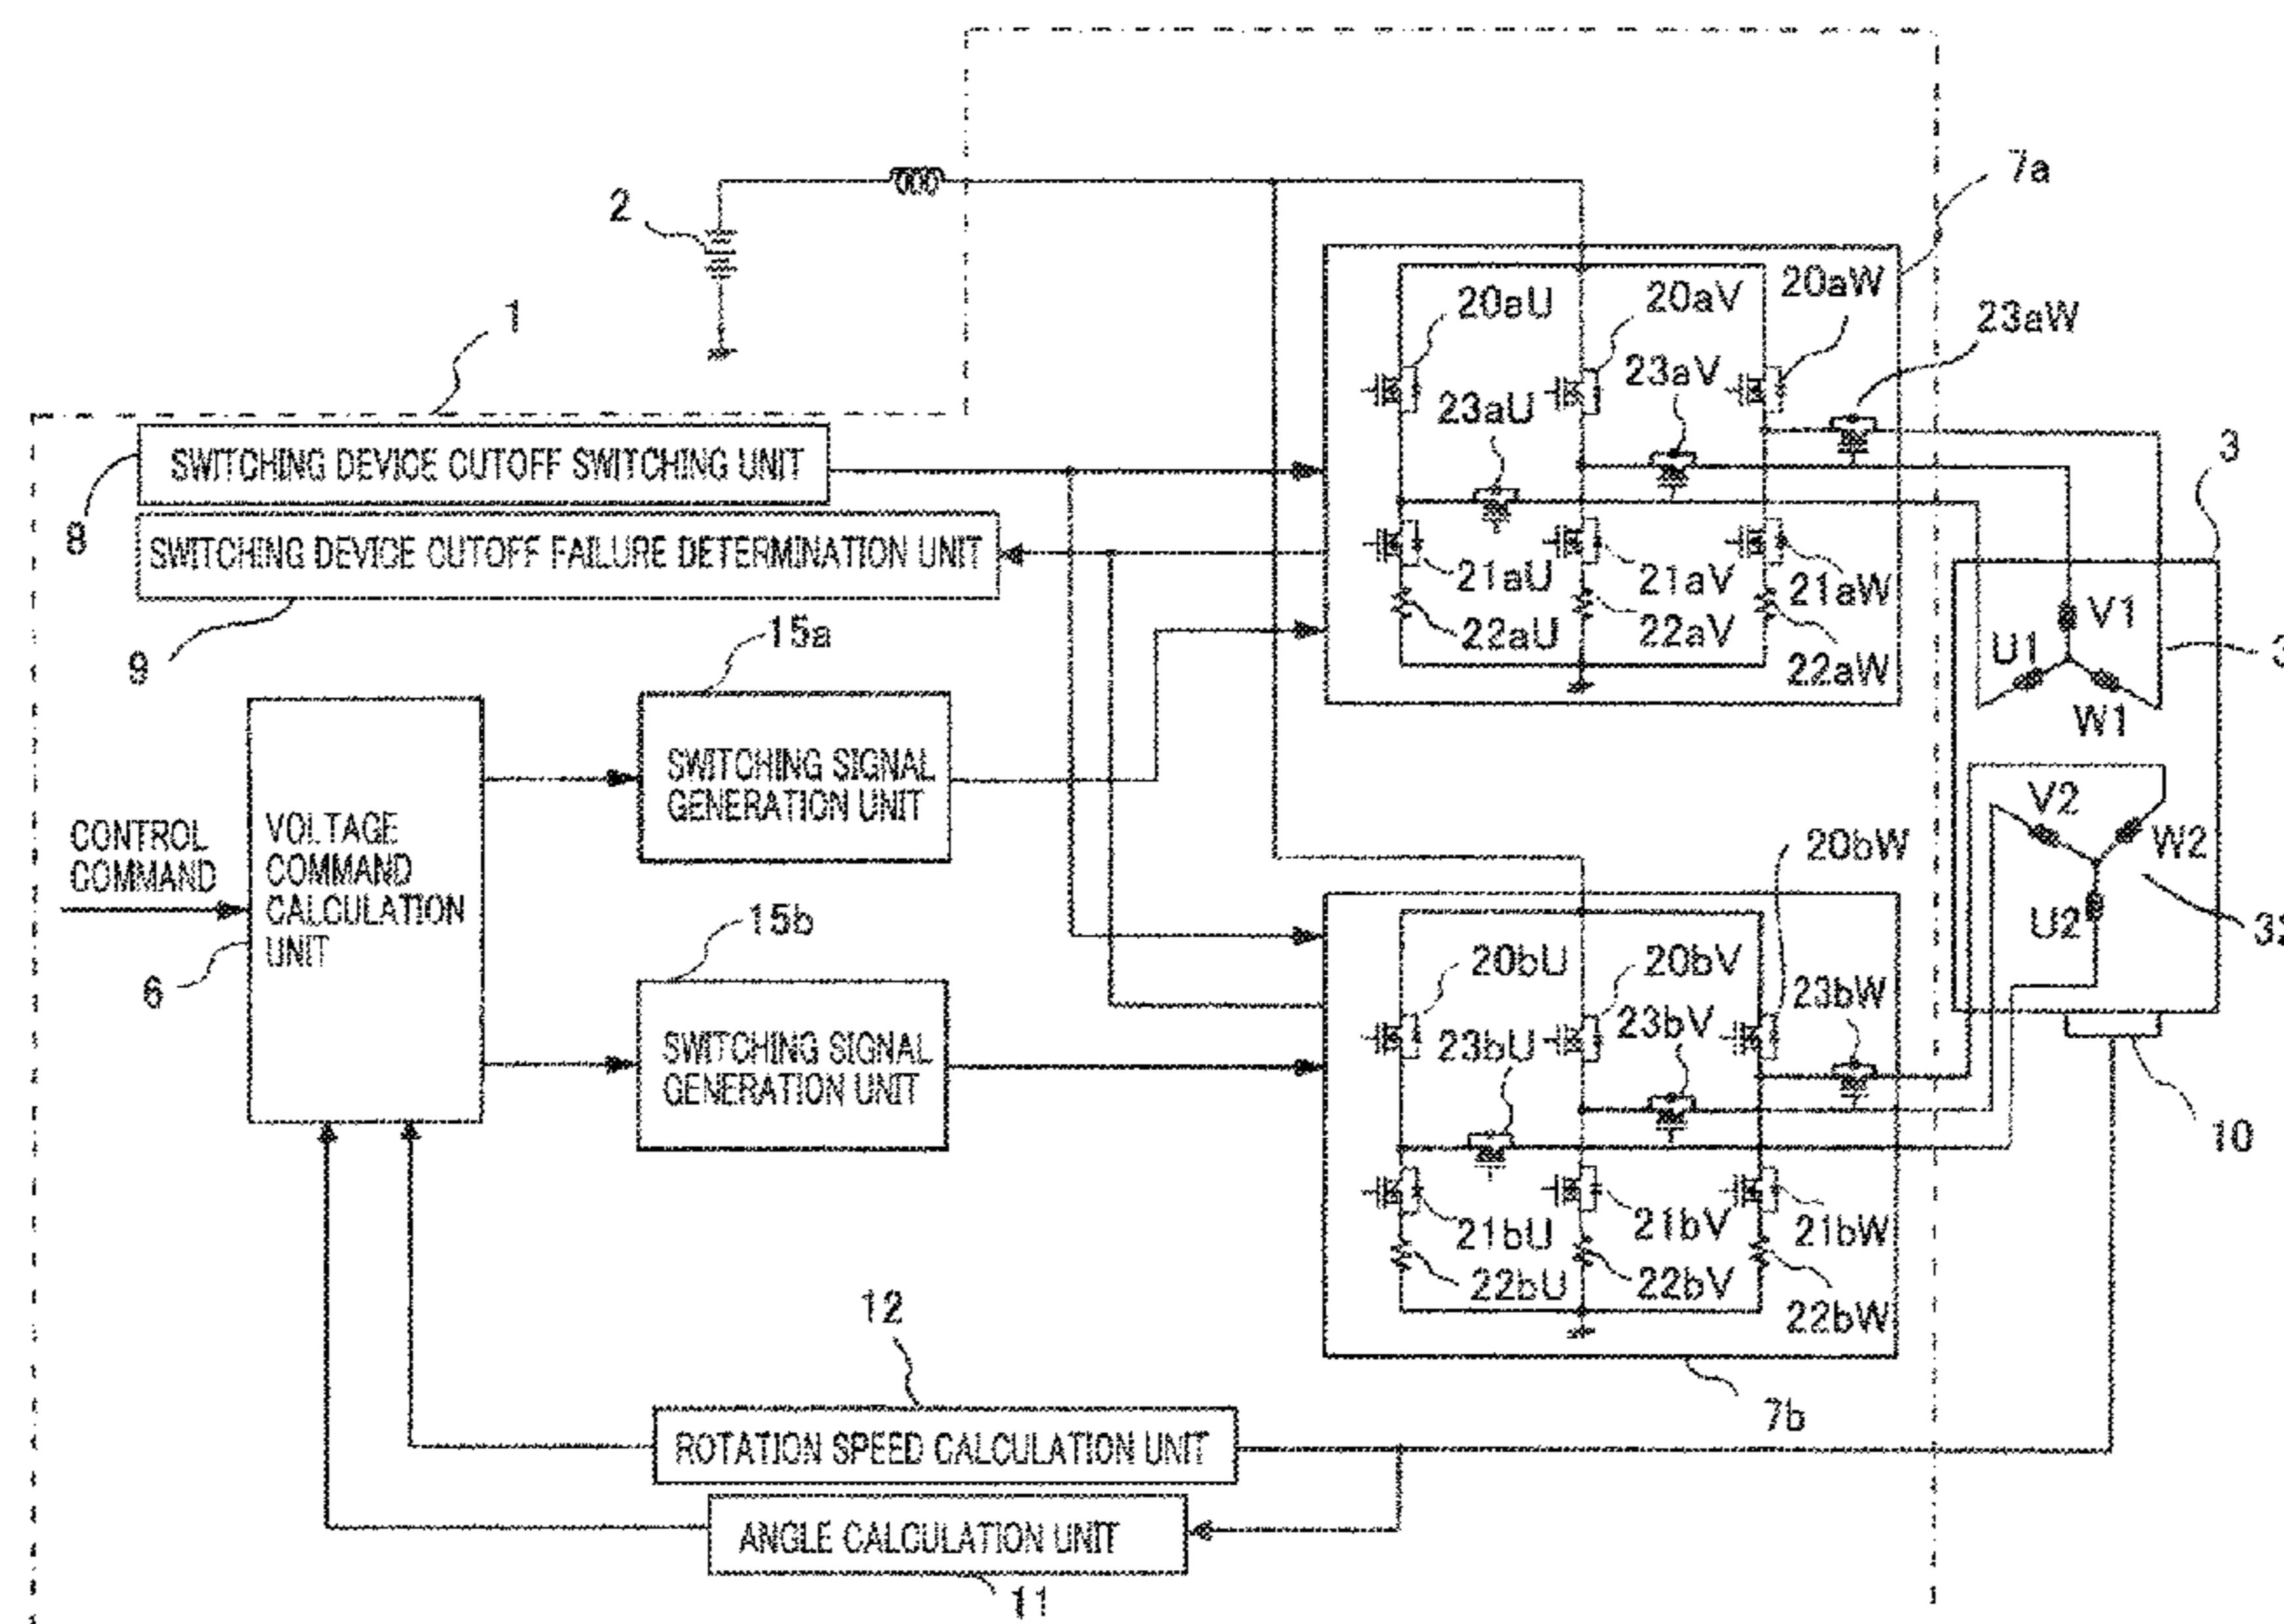 7a
2
20aU
20aV
20aW
23aW
1
23aV
23aU
SWITCHING DEVICE CUTOFF SWITCHING UNIT
8
3
SWITCHING DEVICE CUTOFF FAILURE DETERMINATION UNIT
9
21aU
21aV
21aW
22aU
22aV
22aW
V1
U1
W1
3
15a
SWITCHING SIGNAL
GENERATION UNIT
CONTROL
COMMAND
VOLTAGE
COMMAND
CALCULATION
UNIT
6
V2
W2
U2
15b
SWITCHING SIGNAL
GENERATION UNIT
20bW
20bU
20bV
23bW
23bV
23bU
10
21bU
21bV
21bW
22bU
22bV
22bW
12
7b
ROTATION SPEED CALCULATION UNIT
ANGLE CALCULATION UNIT
11